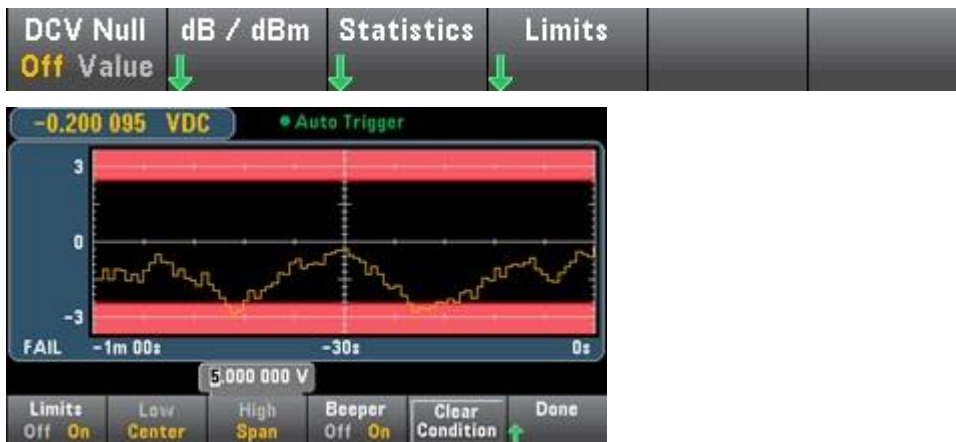 DCV Null dB / dBm Statistics Limits
Off Value
-0.200 095 VDC Auto Trigger
3
0
-3
FAIL -1m 00s -30s 0s
5.000 000 V
Limits Low High Beeper Clear Done
Off On Center Span Off On Condition